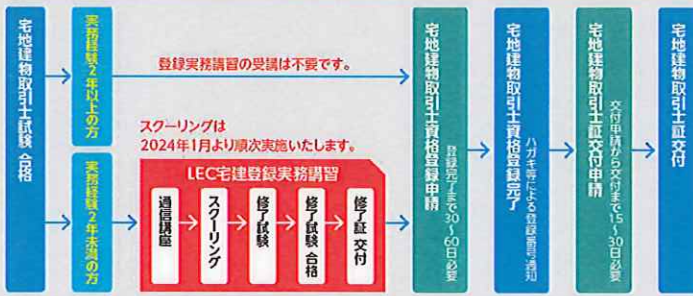 宅地建物取引士試験 合格
実務経験2年以上の方
登録実務講習の受講は不要です。
実務経験2年未満の方
スクーリングは
2024年1月より順次実施いたします。
LEC宅建登録実務講習
通信講座
スクーリング
修了試験
修了試験 合格
修了証 交付
宅地建物取引士資格登録申請
登録完了まで30～60日必要
宅地建物取引士資格登録完了
ハガキ等による登録番号通知
宅地建物取引士証交付申請
交付申請から交付まで15～30日必要
宅地建物取引士証交付